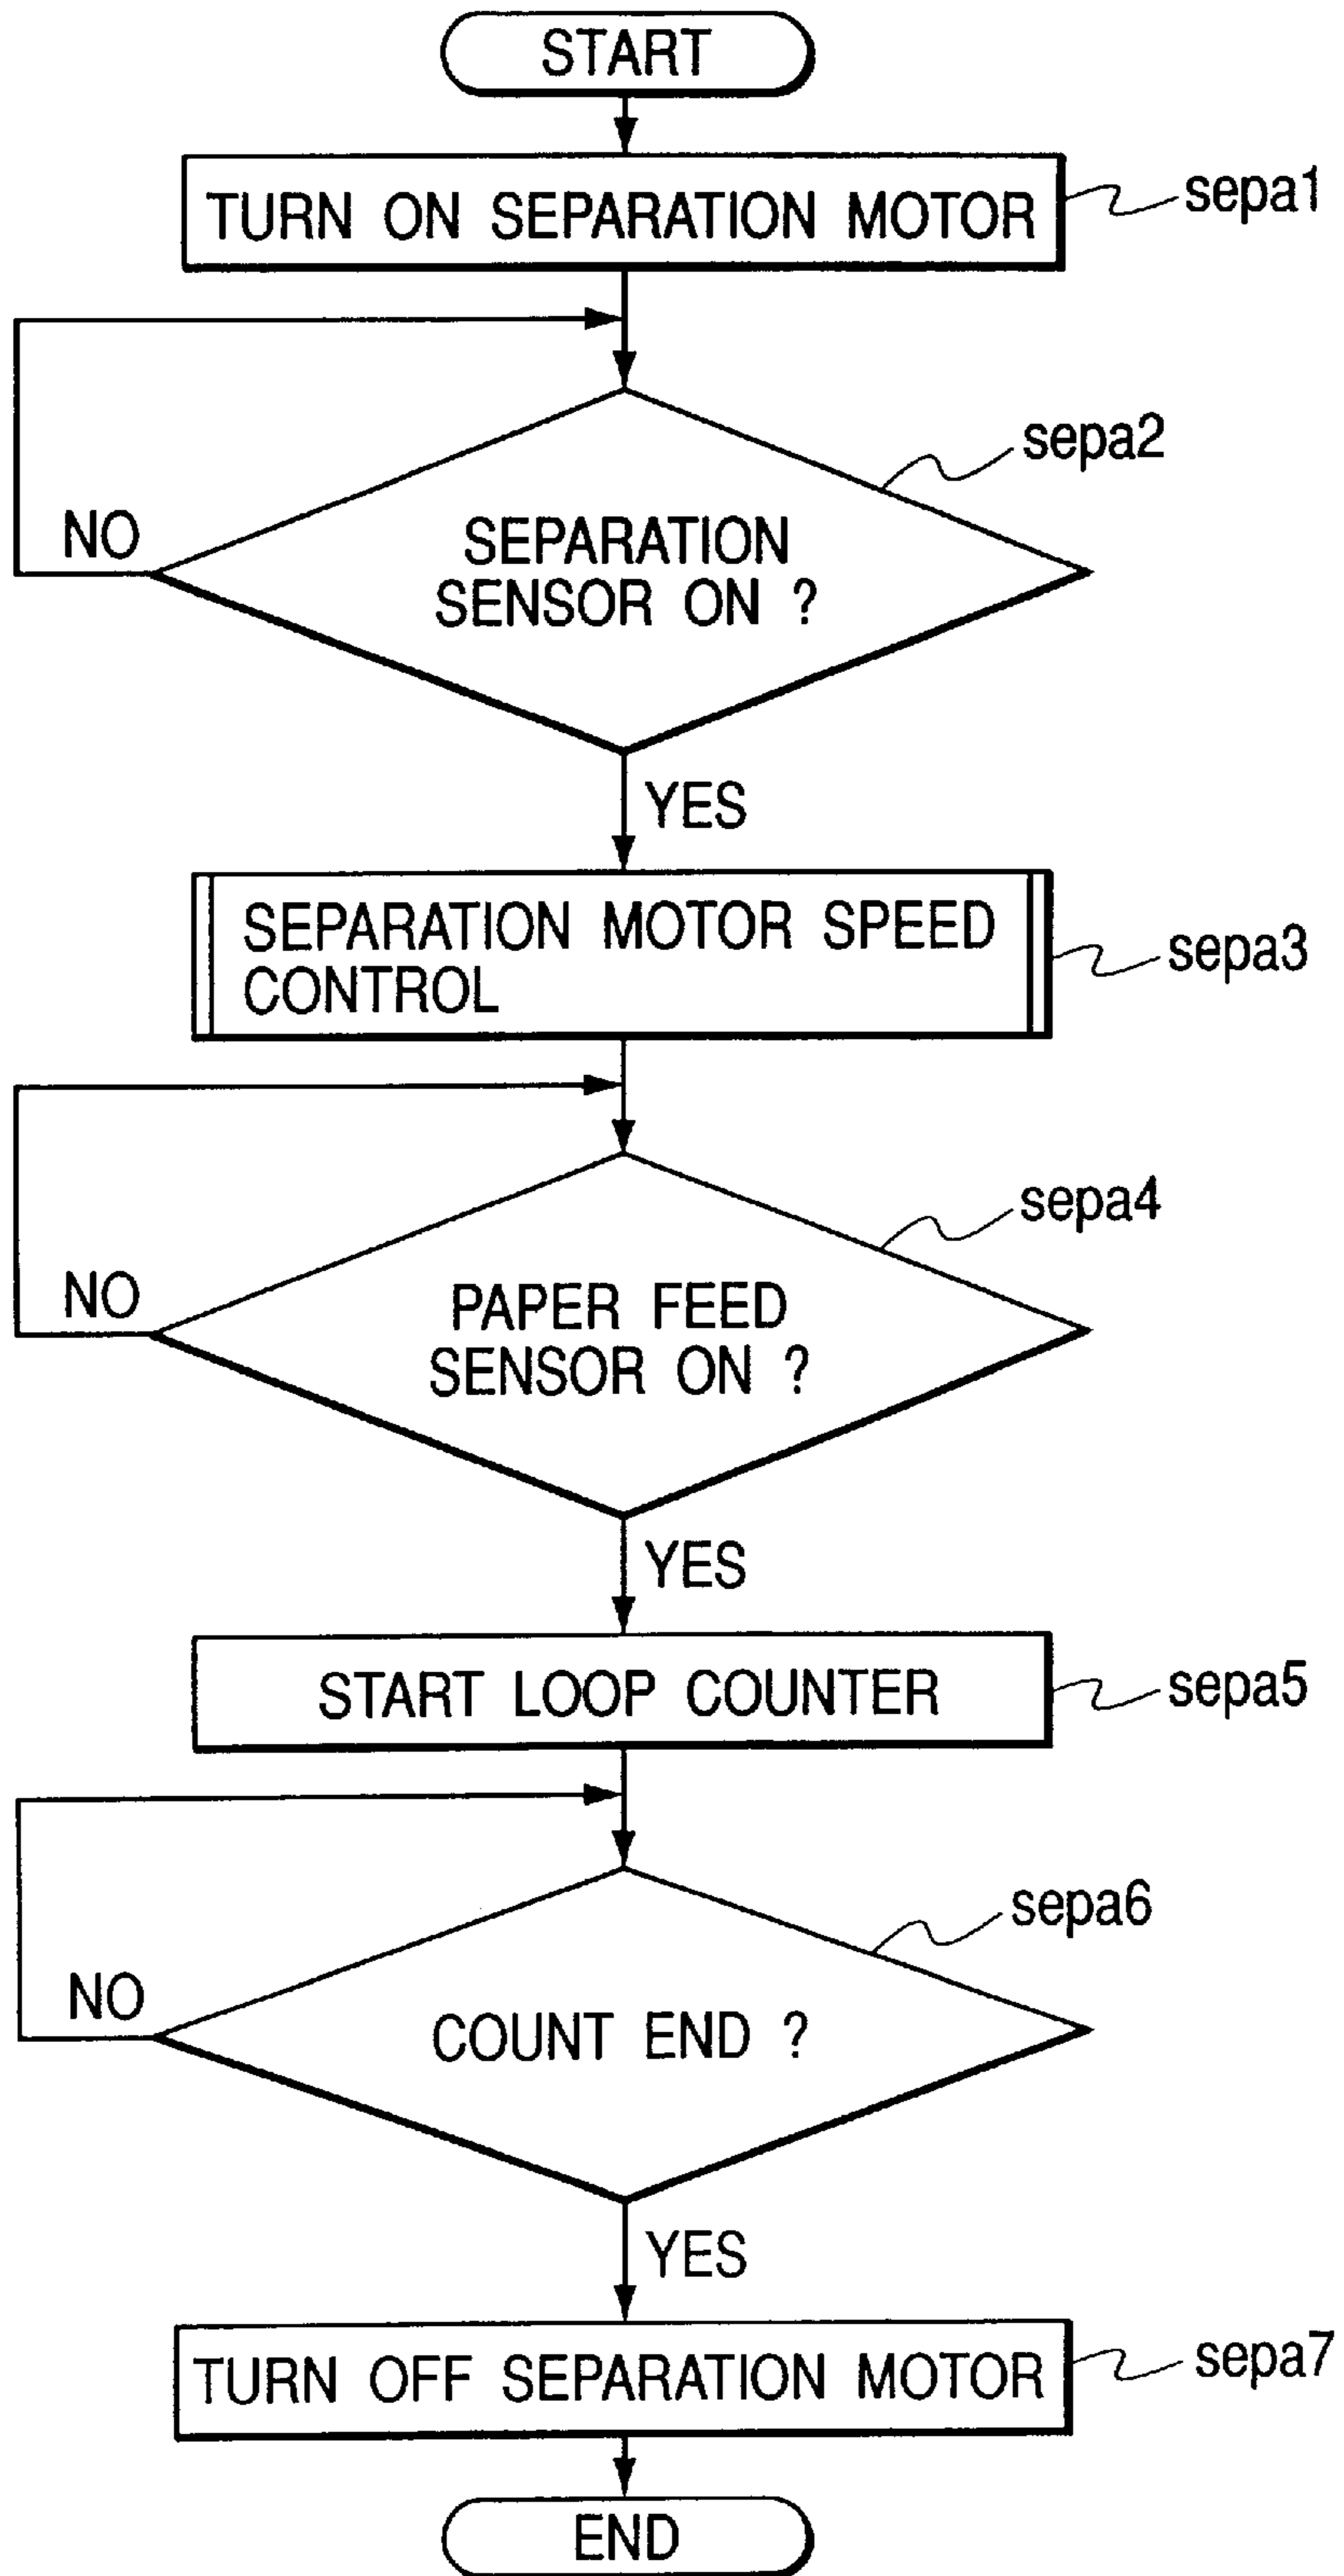 START
TURN ON SEPARATION MOTOR
sepa1
sepa2
NO
SEPARATION
SENSOR ON ?
YES
SEPARATION MOTOR SPEED
CONTROL
sepa3
sepa4
NO
PAPER FEED
SENSOR ON ?
YES
START LOOP COUNTER
sepa5
sepa6
NO
COUNT END ?
YES
TURN OFF SEPARATION MOTOR
sepa7
END